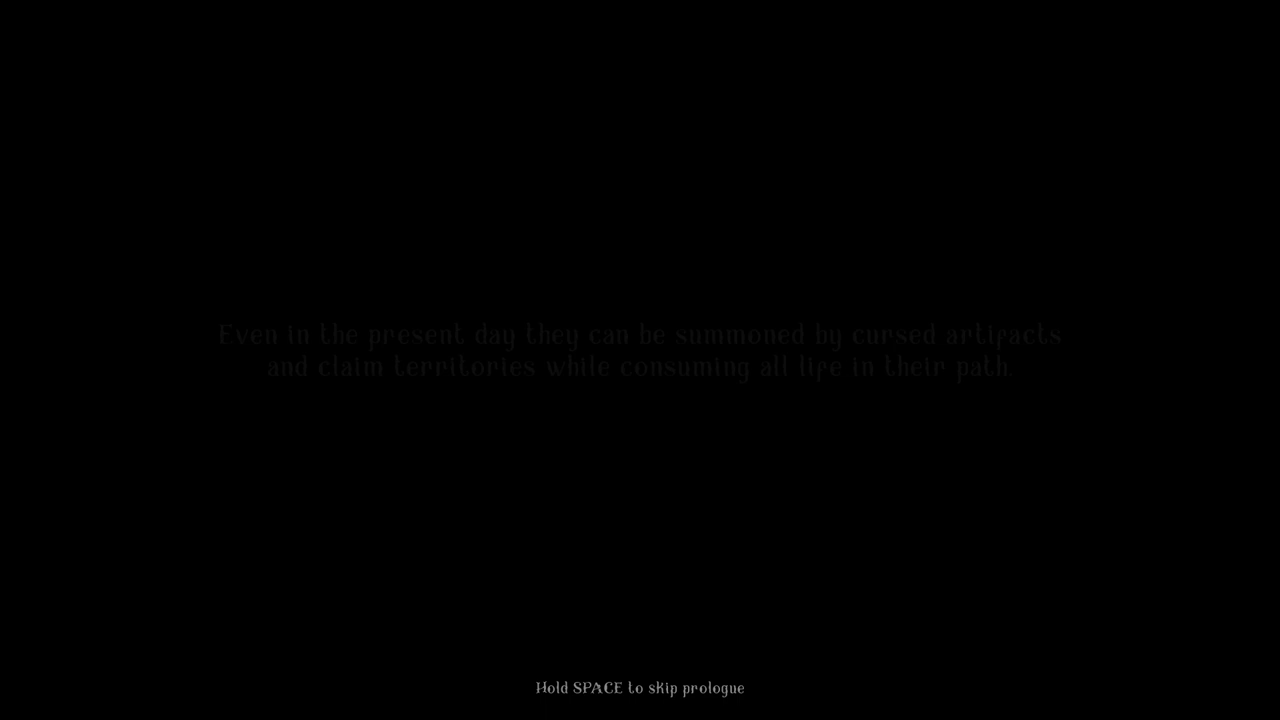 Even in the present day they can be summoned by cursed artifacts
and claim territories while consuming all life in their path.
Hold SPACE to skip prologue